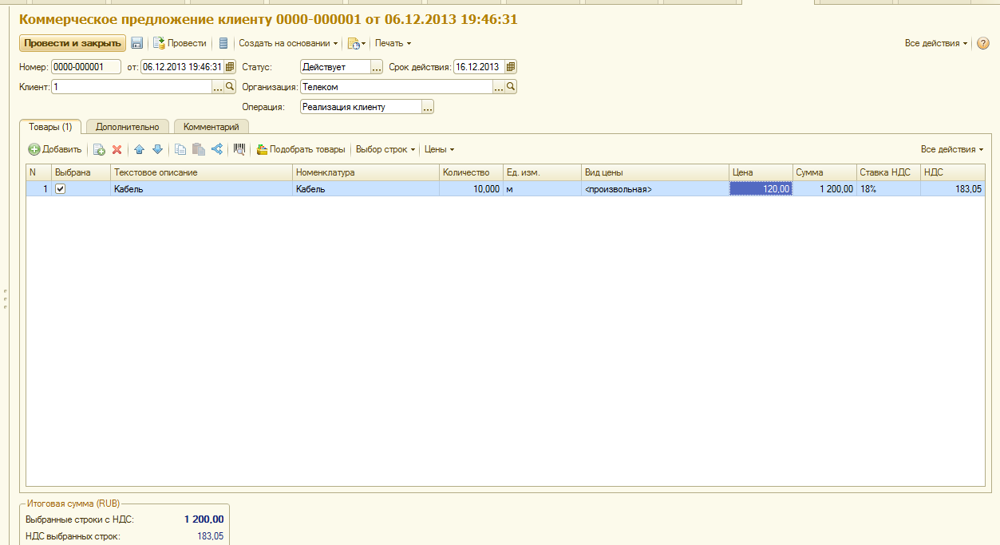 Коммерческое предложение клиенту 0000-000001 от 06.12.2013 19:46:31
Провести и закрыть Провести Создать на основании Печать Все действия ?
Номер: 0000-000001 от: 06.12.2013 19:46:31 Статус: Действует ... Срок действия: 16.12.2013
Клиент: 1 ... Организация: Телеком ...
Операция: Реализация клиенту ...
Товары (1) Дополнительно Комментарий
Добавить Подобрать товары Выбор строк Цены Все действия
N Выбрана Текстовое описание Номенклатура Количество Ед. изм. Вид цены Цена Сумма Ставка НДС НДС
1 Кабель Кабель 10,000 м <произвольная> 120,00 1 200,00 18% 183,05
Итоговая сумма (RUB)
Выбранные строки с НДС: 1 200,00
НДС выбранных строк: 183,05